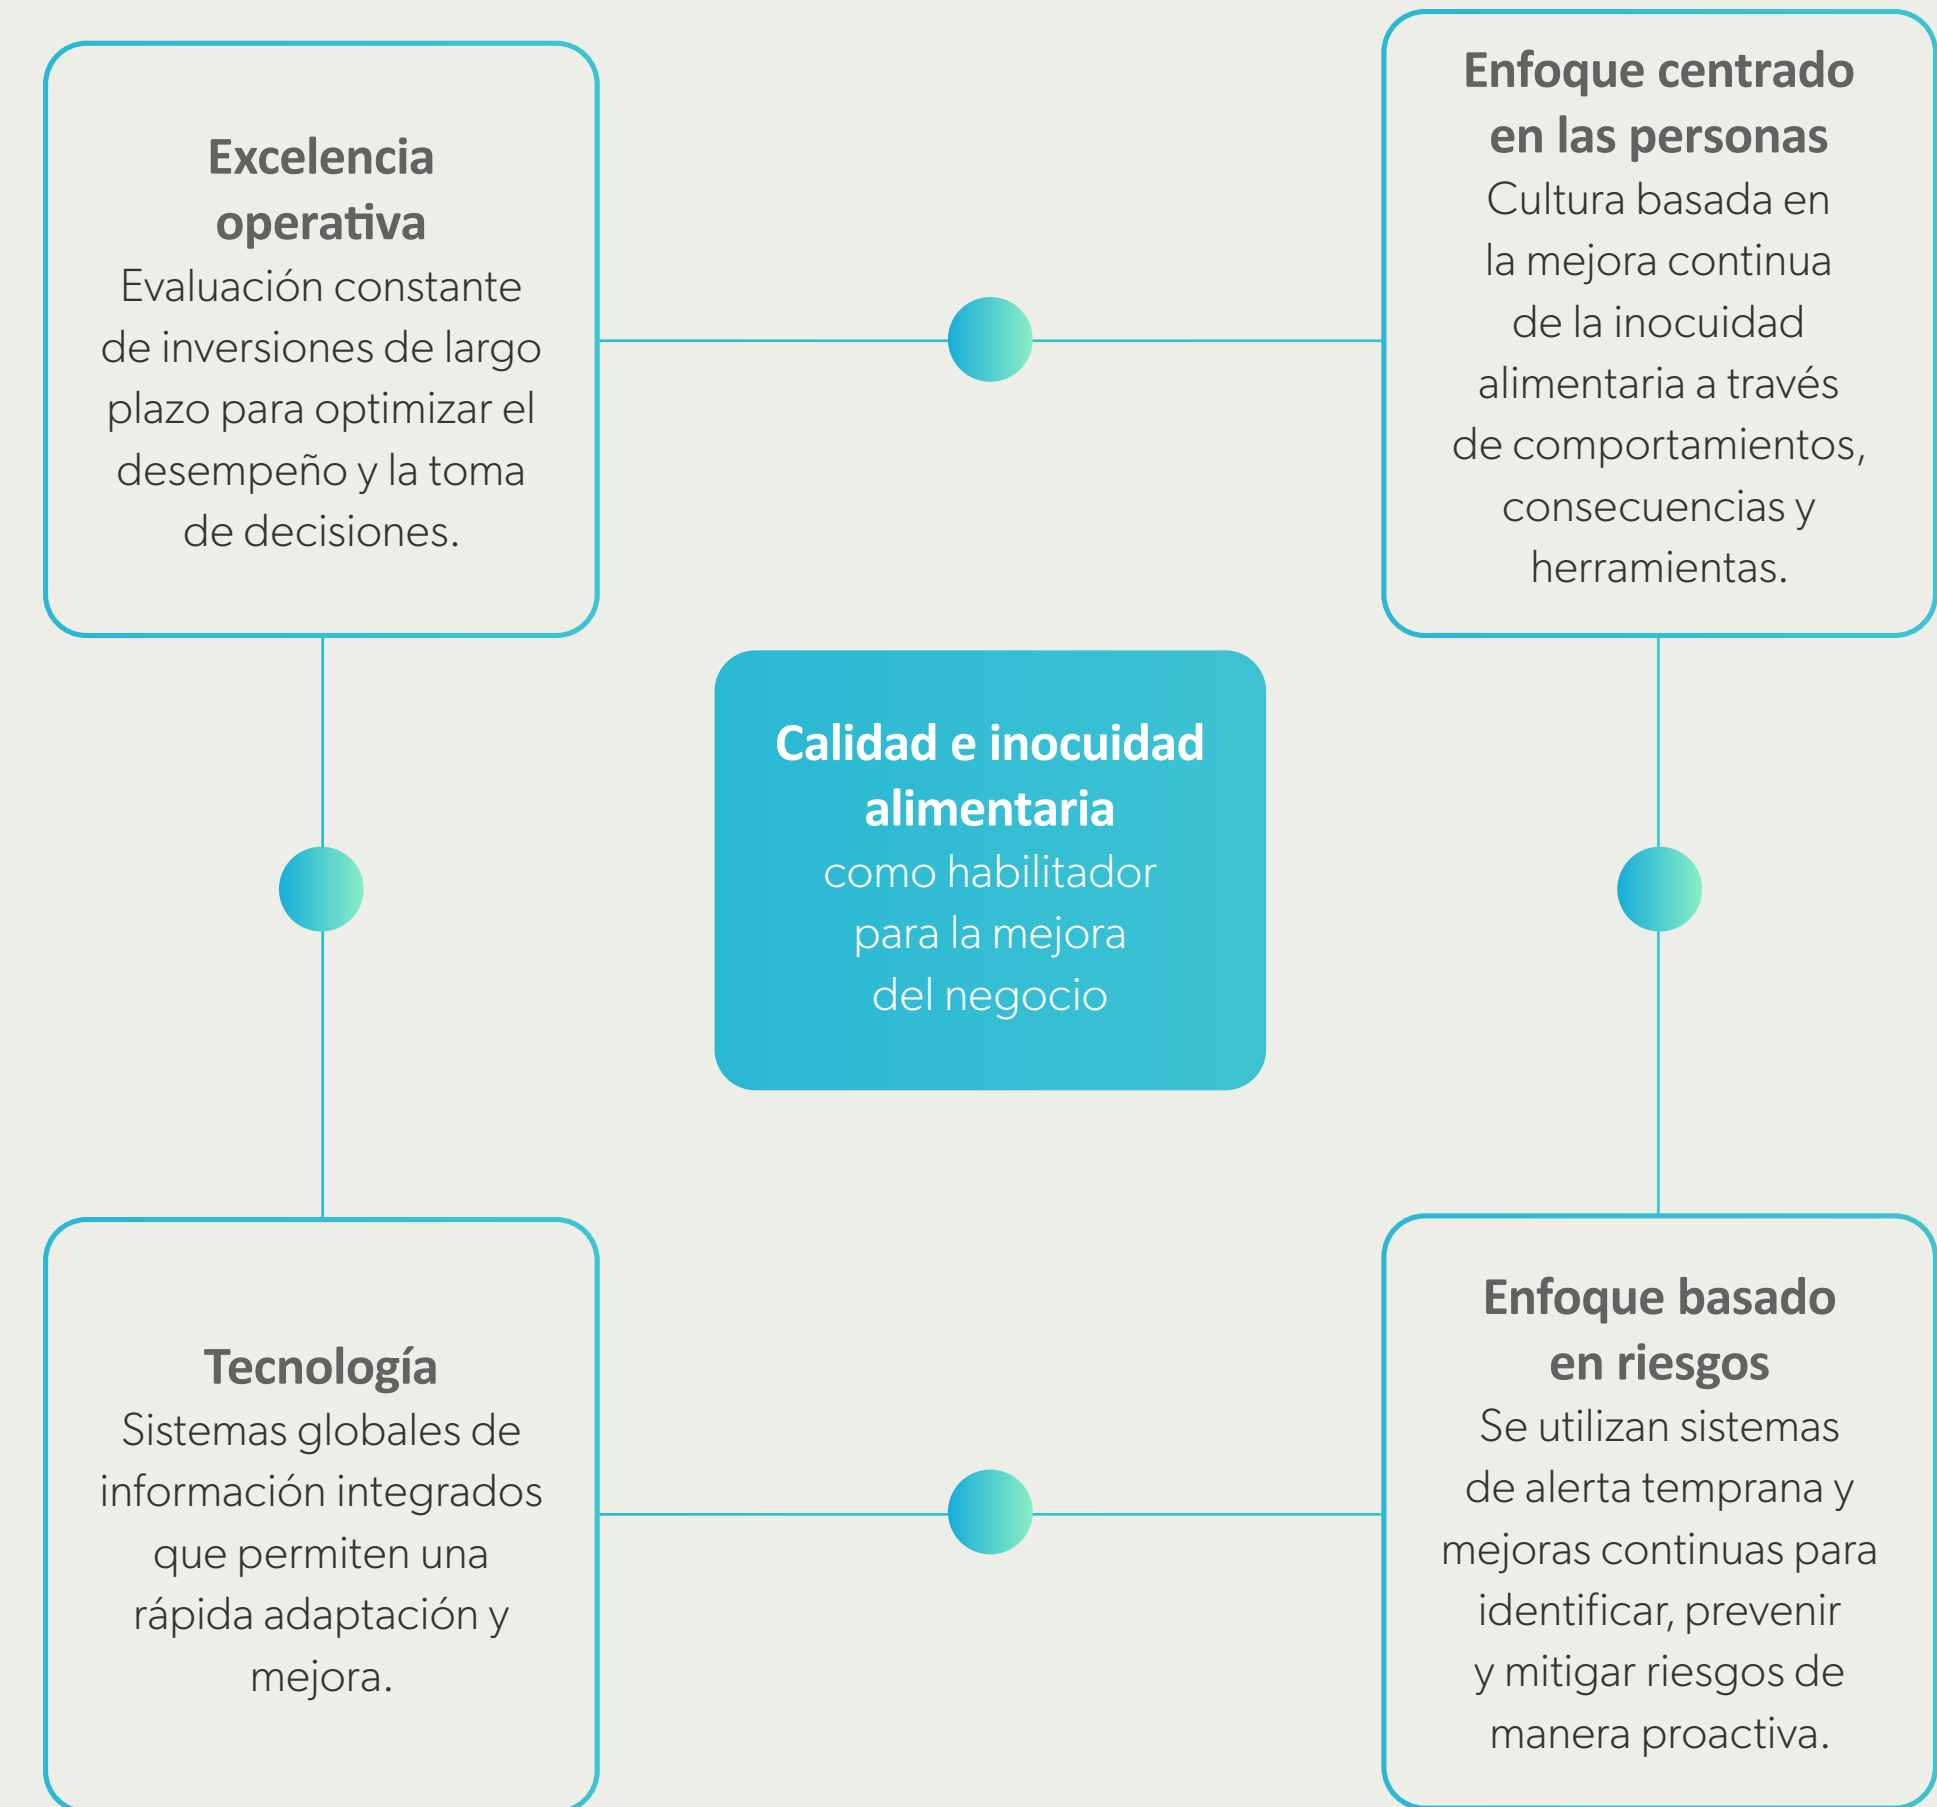 Excelencia
operativa
Evaluación constante
de inversiones de largo
plazo para optimizar el
desempeño y la toma
de decisiones.
Enfoque centrado
en las personas
Cultura basada en
la mejora continua
de la inocuidad
alimentaria a través
de comportamientos,
consecuencias y
herramientas.
Calidad e inocuidad
alimentaria
como habilitador
para la mejora
del negocio
Tecnología
Sistemas globales de
información integrados
que permiten una
rápida adaptación y
mejora.
Enfoque basado
en riesgos
Se utilizan sistemas
de alerta temprana y
mejoras continuas para
identificar, prevenir
y mitigar riesgos de
manera proactiva.